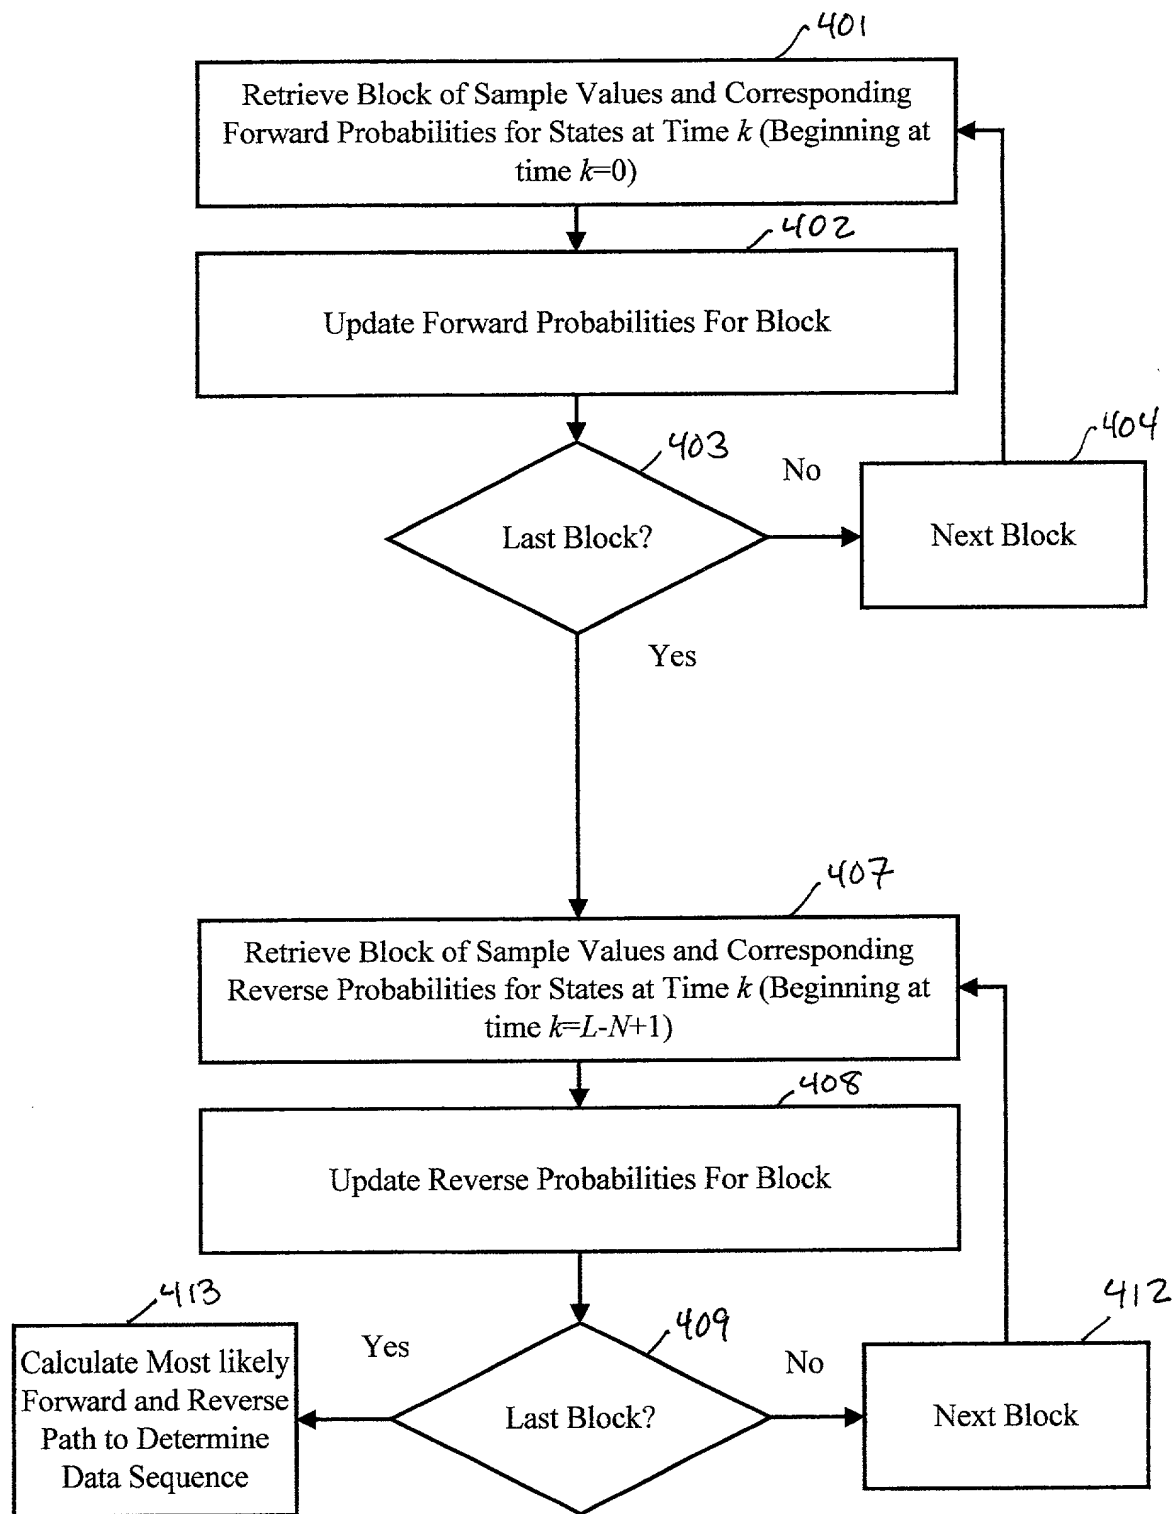 401
Retrieve Block of Sample Values and Corresponding
Forward Probabilities for States at Time k (Beginning at
time k=0)
402
Update Forward Probabilities For Block
403
No
404
Last Block?
Next Block
Yes
407
Retrieve Block of Sample Values and Corresponding
Reverse Probabilities for States at Time k (Beginning at
time k=L-N+1)
408
Update Reverse Probabilities For Block
413
409
412
Yes
No
Calculate Most likely
Forward and Reverse
Path to Determine
Data Sequence
Last Block?
Next Block